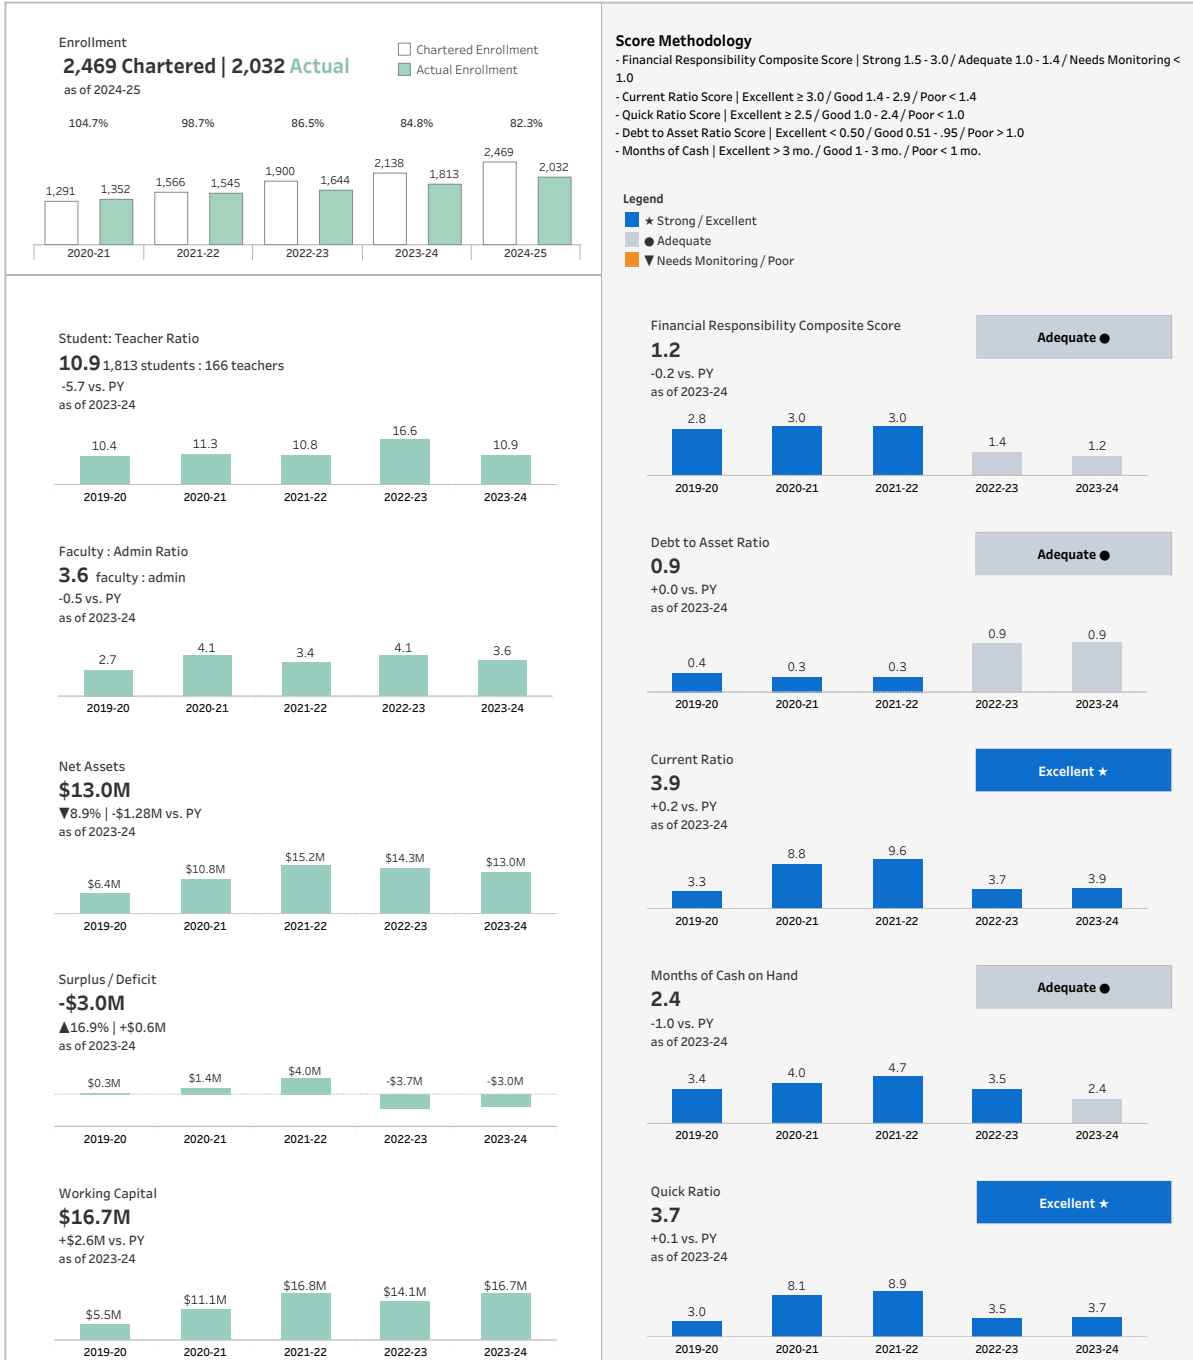 Enrollment
2,469 Chartered | 2,032 Actual
as of 2024-25
Chartered Enrollment
Actual Enrollment
104.7% 98.7% 86.5% 84.8% 82.3%
1,291 1,352 1,566 1,545 1,900 1,644 2,138 1,813 2,469 2,032
2020-21 2021-22 2022-23 2023-24 2024-25
Score Methodology
- Financial Responsibility Composite Score | Strong 1.5 - 3.0 / Adequate 1.0 - 1.4 / Needs Monitoring <
1.0
- Current Ratio Score | Excellent ≥ 3.0 / Good 1.4 - 2.9 / Poor < 1.4
- Quick Ratio Score | Excellent ≥ 2.5 / Good 1.0 - 2.4 / Poor < 1.0
- Debt to Asset Ratio Score | Excellent < 0.50 / Good 0.51 - .95 / Poor > 1.0
- Months of Cash | Excellent > 3 mo. / Good 1 - 3 mo. / Poor < 1 mo.
Legend
★ Strong / Excellent
● Adequate
▼ Needs Monitoring / Poor
Student: Teacher Ratio
10.9 1,813 students : 166 teachers
-5.7 vs. PY
as of 2023-24
10.4 11.3 10.8 16.6 10.9
2019-20 2020-21 2021-22 2022-23 2023-24
Faculty : Admin Ratio
3.6 faculty : admin
-0.5 vs. PY
as of 2023-24
2.7 4.1 3.4 4.1 3.6
2019-20 2020-21 2021-22 2022-23 2023-24
Net Assets
$13.0M
▼8.9% | -$1.28M vs. PY
as of 2023-24
$6.4M $10.8M $15.2M $14.3M $13.0M
2019-20 2020-21 2021-22 2022-23 2023-24
Surplus / Deficit
-$3.0M
▲16.9% | +$0.6M
as of 2023-24
$0.3M $1.4M $4.0M -$3.7M -$3.0M
2019-20 2020-21 2021-22 2022-23 2023-24
Working Capital
$16.7M
+$2.6M vs. PY
as of 2023-24
$5.5M $11.1M $16.8M $14.1M $16.7M
2019-20 2020-21 2021-22 2022-23 2023-24
Financial Responsibility Composite Score
Adequate ●
1.2
-0.2 vs. PY
as of 2023-24
2.8 3.0 3.0 1.4 1.2
2019-20 2020-21 2021-22 2022-23 2023-24
Debt to Asset Ratio
Adequate ●
0.9
+0.0 vs. PY
as of 2023-24
0.4 0.3 0.3 0.9 0.9
2019-20 2020-21 2021-22 2022-23 2023-24
Current Ratio
Excellent ★
3.9
+0.2 vs. PY
as of 2023-24
3.3 8.8 9.6 3.7 3.9
2019-20 2020-21 2021-22 2022-23 2023-24
Months of Cash on Hand
Adequate ●
2.4
-1.0 vs. PY
as of 2023-24
3.4 4.0 4.7 3.5 2.4
2019-20 2020-21 2021-22 2022-23 2023-24
Quick Ratio
Excellent ★
3.7
+0.1 vs. PY
as of 2023-24
3.0 8.1 8.9 3.5 3.7
2019-20 2020-21 2021-22 2022-23 2023-24